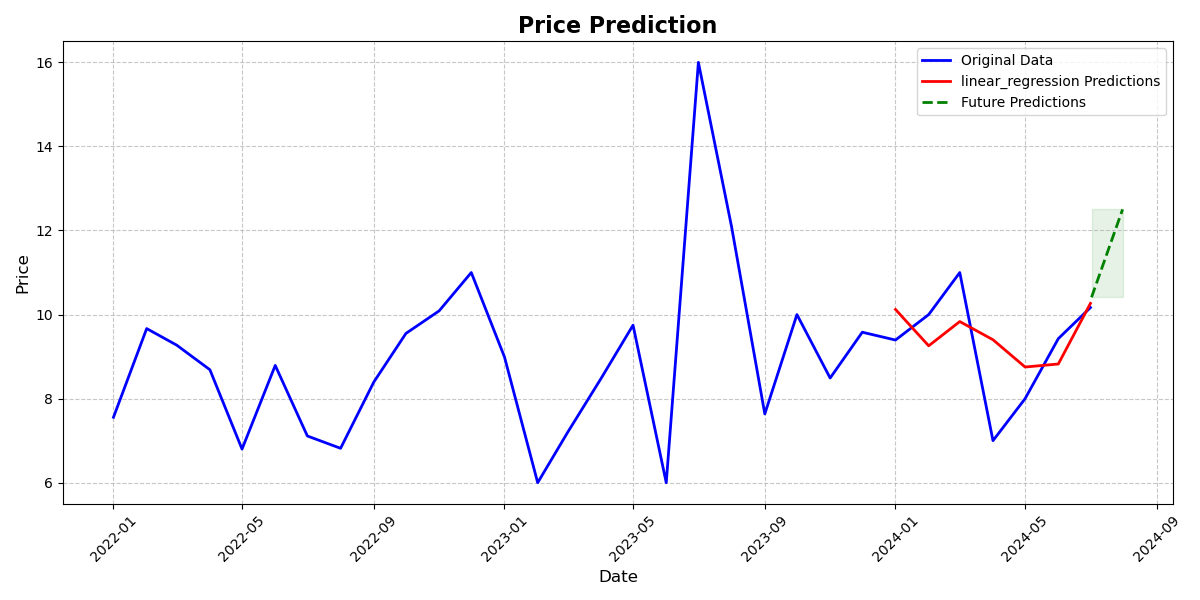 Price Prediction
Original Data
linear_regression Predictions
Future Predictions
Price
16
14
12
10
8
6
2022-01
2022-05
2022-09
2023-01
2023-05
2023-09
2024-01
2024-05
2024-09
Date